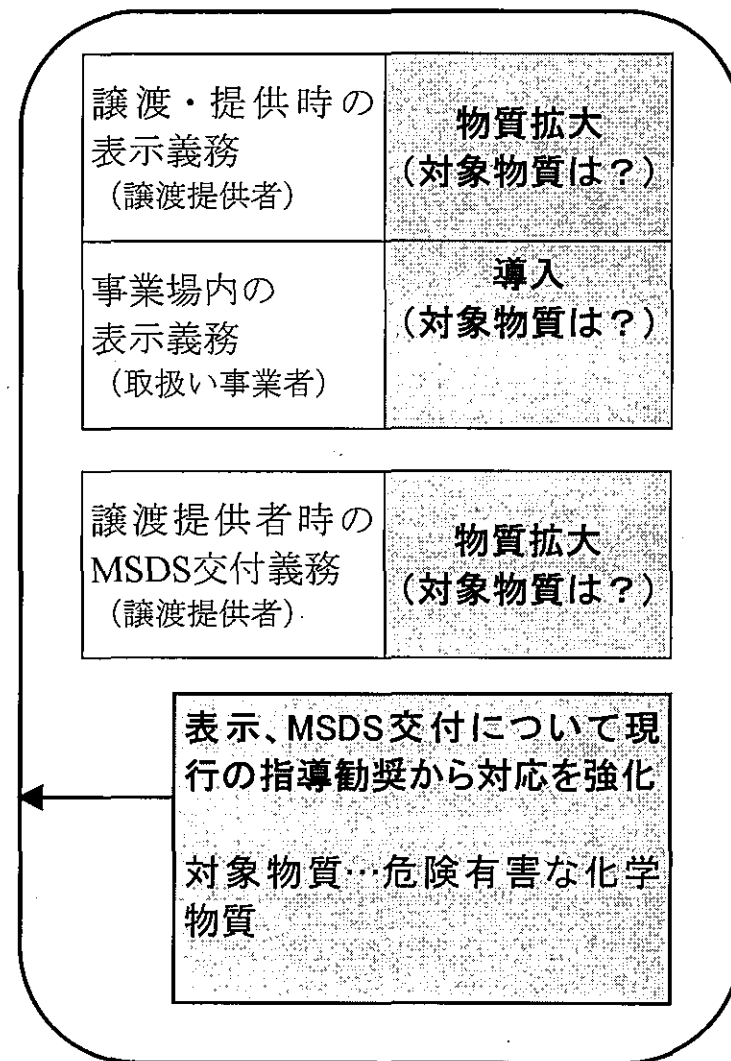 譲渡・提供時の
表示義務
（譲渡提供者）
物質拡大
（対象物質は？）
事業場内の
表示義務
（取扱い事業者）
導入
（対象物質は？）
譲渡提供者時の
MSDS交付義務
（譲渡提供者）
物質拡大
（対象物質は？）
表示、MSDS交付について現
行の指導勧奨から対応を強化
対象物質…危険有害な化学
物質